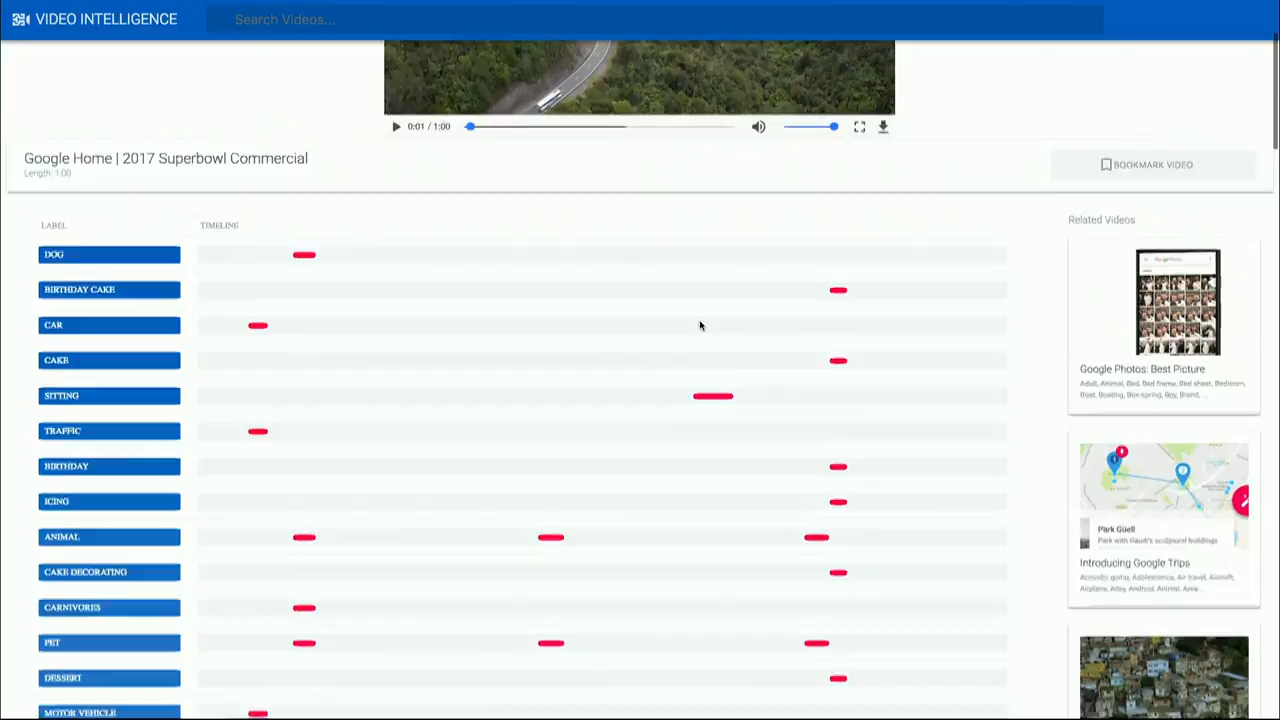 VIDEO INTELLIGENCE
Search Videos...
0:01 / 1:00
Google Home | 2017 Superbowl Commercial
Length: 1:00
BOOKMARK VIDEO
LABEL
TIMELINE
Related Videos
DOG
BIRTHDAY CAKE
CAR
CAKE
SITTING
TRAFFIC
BIRTHDAY
ICING
ANIMAL
CAKE DECORATING
CARNIVORES
PET
DESSERT
MOTOR VEHICLE
Google Photos: Best Picture
Adult, Animal, Bed, Bed frame, Bed sheet, Bedroom,
Boat, Boating, Box-spring, Boy, Brand, ...
Park Güell
Park with Gaudi's sculptural buildings
Introducing Google Trips
Acoustic guitar, Adolescence, Air travel, Aircraft,
Airplane, Alley, Android, Animal, Area...